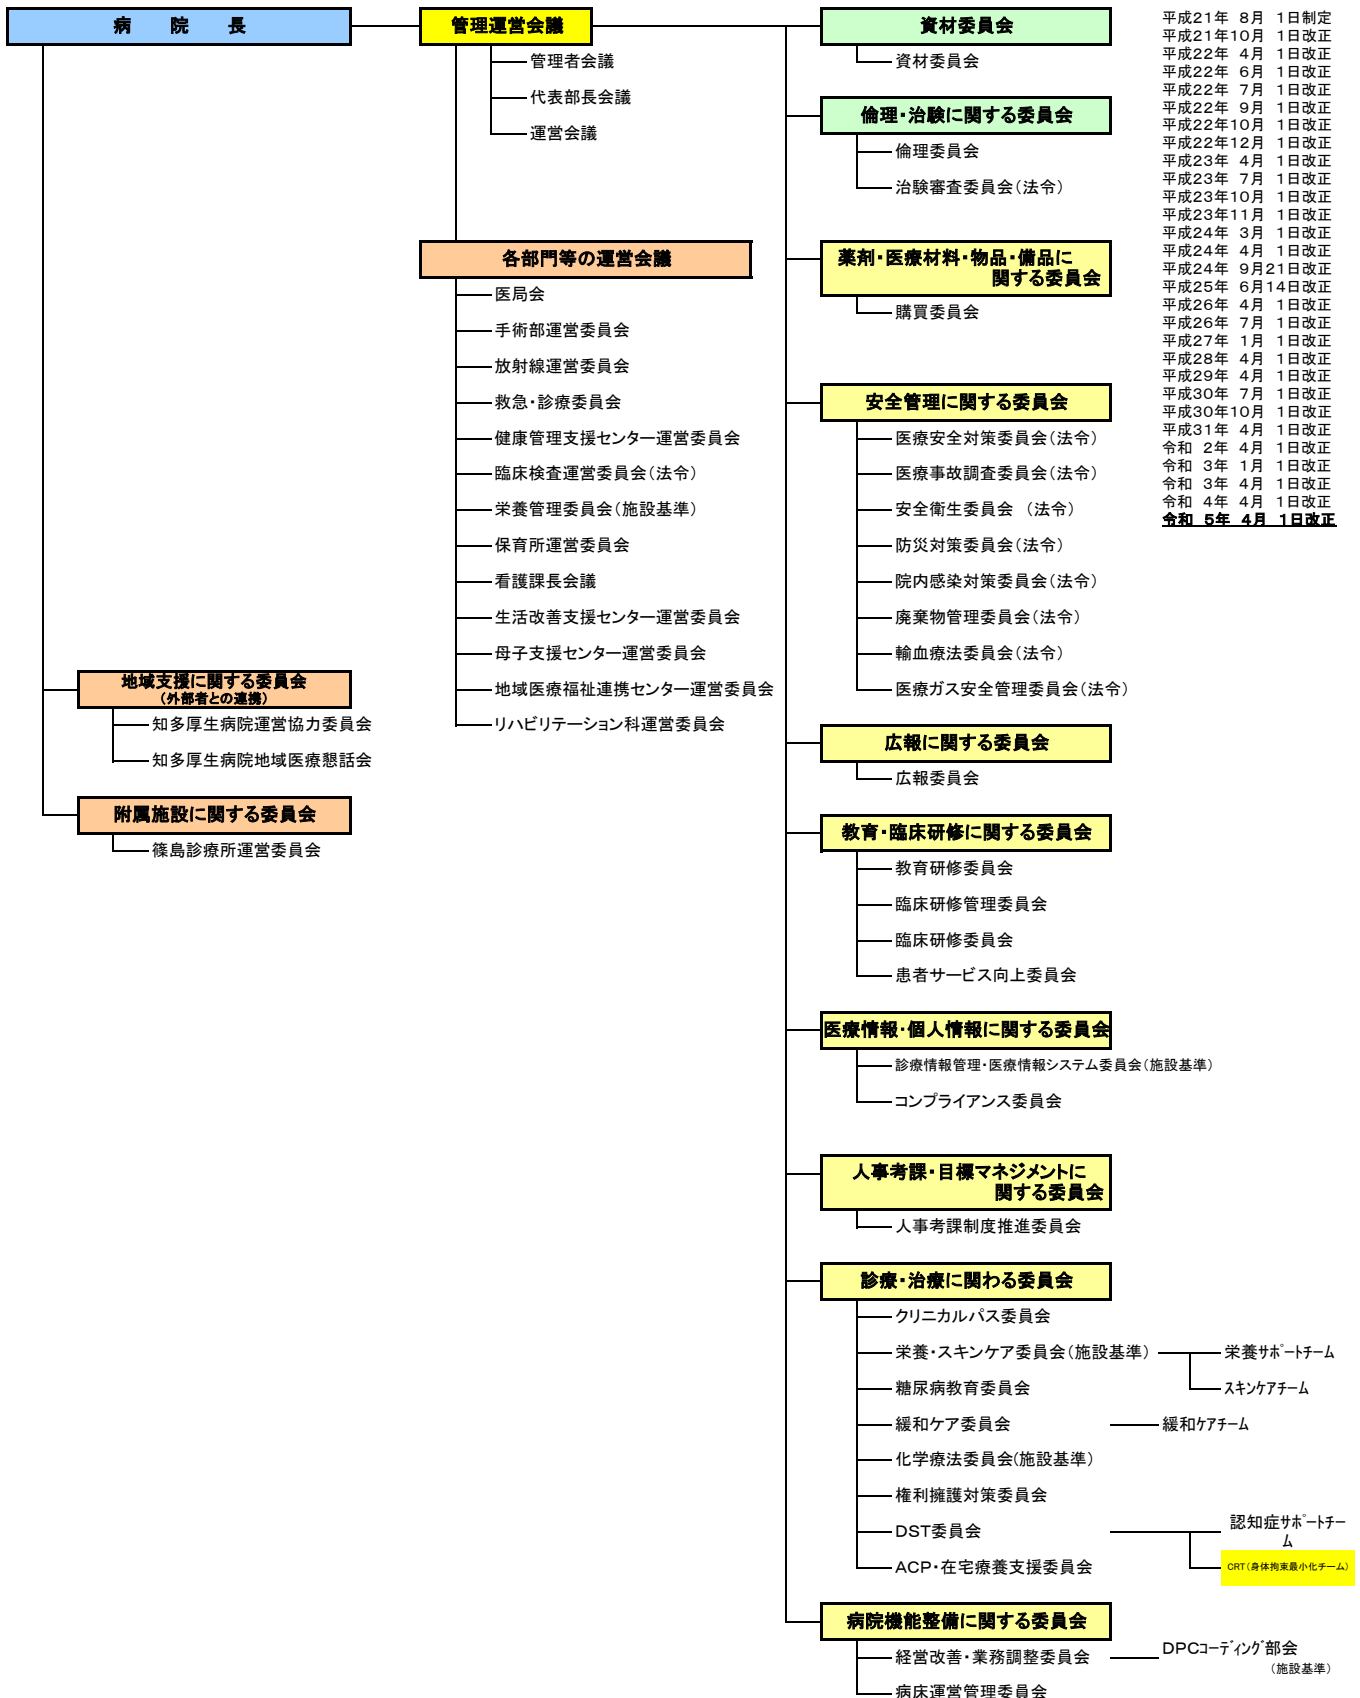 病　院　長
管理運営会議
管理者会議
代表部長会議
運営会議
各部門等の運営会議
医局会
手術部運営委員会
放射線運営委員会
救急・診療委員会
健康管理支援センター運営委員会
臨床検査運営委員会（法令）
栄養管理委員会（施設基準）
保育所運営委員会
看護課長会議
生活改善支援センター運営委員会
母子支援センター運営委員会
地域医療福祉連携センター運営委員会
リハビリテーション科運営委員会
地域支援に関する委員会
（外部者との連携）
知多厚生病院運営協力委員会
知多厚生病院地域医療懇話会
附属施設に関する委員会
篠島診療所運営委員会
資材委員会
資材委員会
倫理・治験に関する委員会
倫理委員会
治験審査委員会（法令）
薬剤・医療材料・物品・備品に
関する委員会
購買委員会
安全管理に関する委員会
医療安全対策委員会（法令）
医療事故調査委員会（法令）
安全衛生委員会　（法令）
防災対策委員会（法令）
院内感染対策委員会（法令）
廃棄物管理委員会（法令）
輸血療法委員会（法令）
医療ガス安全管理委員会（法令）
広報に関する委員会
広報委員会
教育・臨床研修に関する委員会
教育研修委員会
臨床研修管理委員会
臨床研修委員会
患者サービス向上委員会
医療情報・個人情報に関する委員会
診療情報管理・医療情報システム委員会（施設基準）
コンプライアンス委員会
人事考課・目標マネジメントに
関する委員会
人事考課制度推進委員会
診療・治療に関わる委員会
クリニカルパス委員会
栄養・スキンケア委員会（施設基準）
栄養ｻﾎﾟｰﾄﾁｰﾑ
ｽｷﾝｹｱﾁｰﾑ
糖尿病教育委員会
緩和ケア委員会
緩和ｹｱﾁｰﾑ
化学療法委員会（施設基準）
権利擁護対策委員会
DST委員会
認知症ｻﾎﾟｰﾄﾁｰ
ﾑ
CRT（身体拘束最小化チーム）
ACP・在宅療養支援委員会
病院機能整備に関する委員会
経営改善・業務調整委員会
DPCｺｰﾃﾞｨﾝｸﾞ部会
（施設基準）
病床運営管理委員会
平成21年　8月　1日制定
平成21年10月　1日改正
平成22年　4月　1日改正
平成22年　6月　1日改正
平成22年　7月　1日改正
平成22年　9月　1日改正
平成22年10月　1日改正
平成22年12月　1日改正
平成23年　4月　1日改正
平成23年　7月　1日改正
平成23年10月　1日改正
平成23年11月　1日改正
平成24年　3月　1日改正
平成24年　4月　1日改正
平成24年　9月21日改正
平成25年　6月14日改正
平成26年　4月　1日改正
平成26年　7月　1日改正
平成27年　1月　1日改正
平成28年　4月　1日改正
平成29年　4月　1日改正
平成30年　7月　1日改正
平成30年10月　1日改正
平成31年　4月　1日改正
令和　2年　4月　1日改正
令和　3年　1月　1日改正
令和　3年　4月　1日改正
令和　4年　4月　1日改正
令和　5年　4月　1日改正